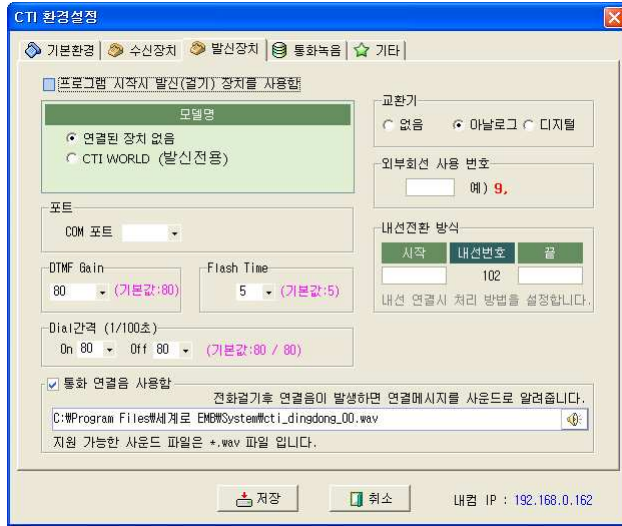 CTI 환경설정
기본환경 수신장치 발신장치 통화녹음 기타
프로그램 시작시 발신(걸기) 장치를 사용함
모델명
연결된 장치 없음
CTI WORLD (발신전용)
교환기
없음 아날로그 디지털
외부회선 사용 번호
예) 9,
포트
COM 포트
내선전환 방식
시작 내선번호 끝
102
내선 연결시 처리 방법을 설정합니다.
DTMF Gain
80 (기본값:80)
Flash Time
5 (기본값:5)
Dial간격 (1/100초)
On 80 Off 80 (기본값:80 / 80)
통화 연결음 사용함
전화걸기후 연결음이 발생하면 연결메시지를 사운드로 알려줍니다.
C:₩Program Files₩세계로 EMB₩System₩cti_dingdong_00.wav
지원 가능한 사운드 파일은 *.wav 파일 입니다.
저장 취소 내컴 IP : 192.168.0.162